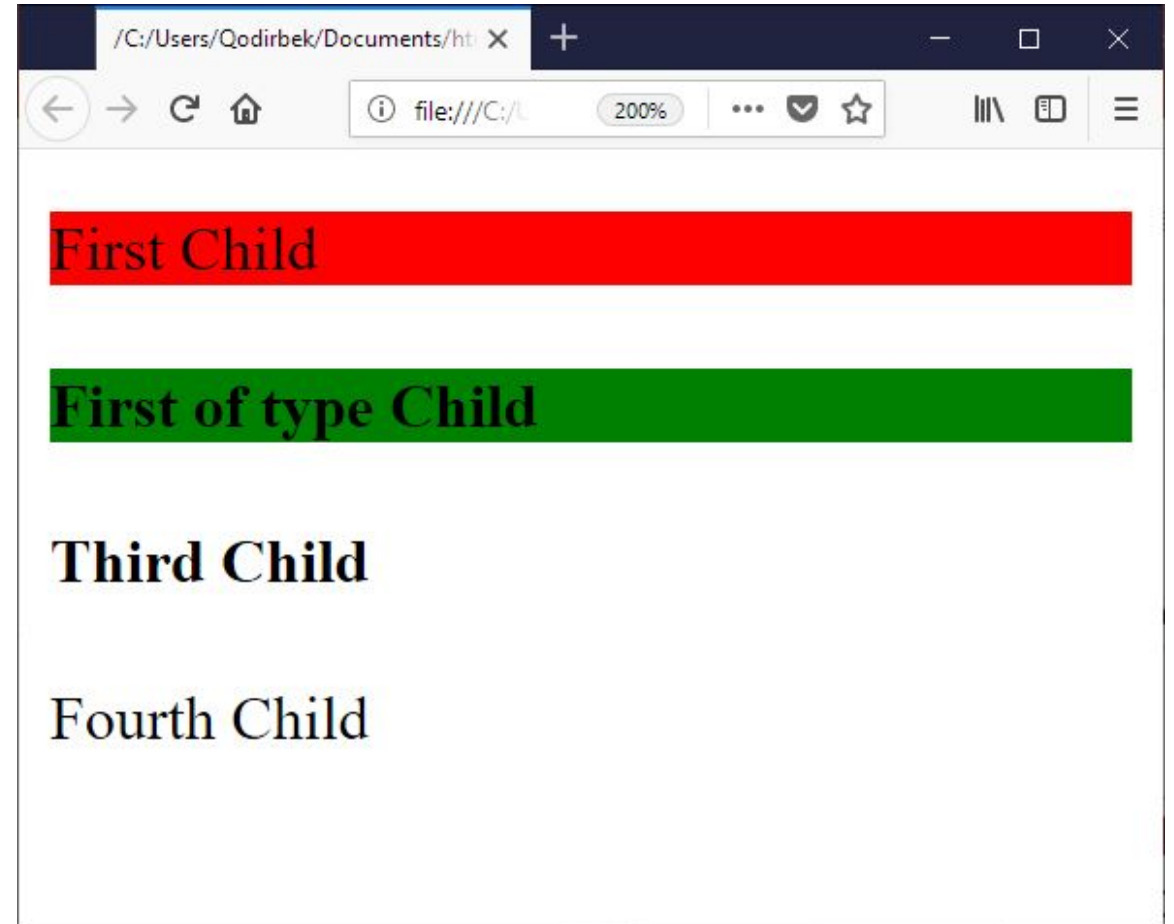 /C:/Users/Qodirbek/Documents/ht
file:///C:/
200%
First Child
First of type Child
Third Child
Fourth Child